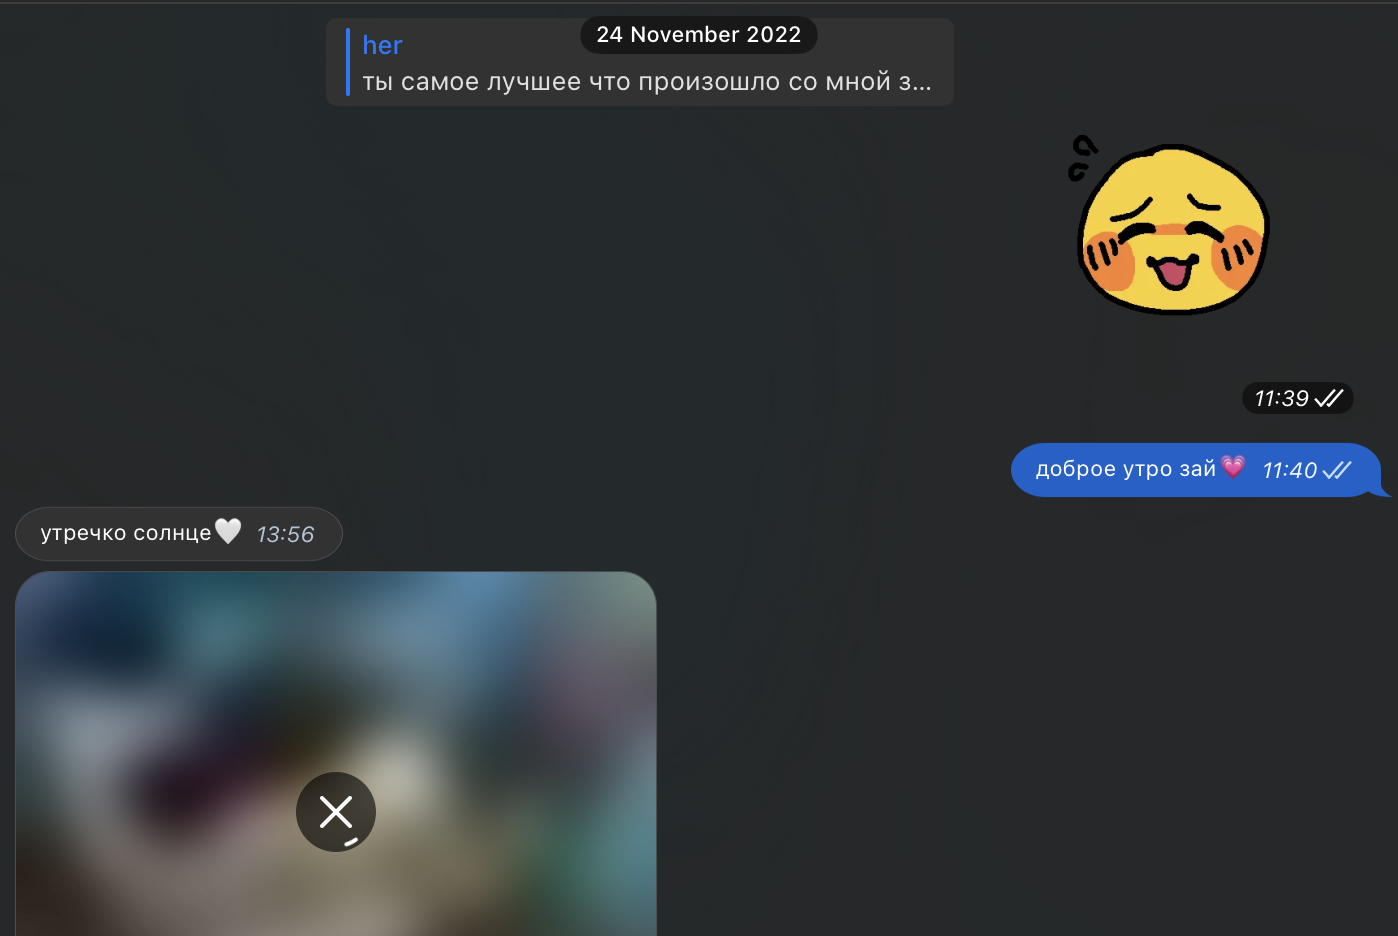 24 November 2022
her
ты самое лучшее что произошло со мной з...
11:39
доброе утро зай💗 11:40
утречко солнце🤍 13:56